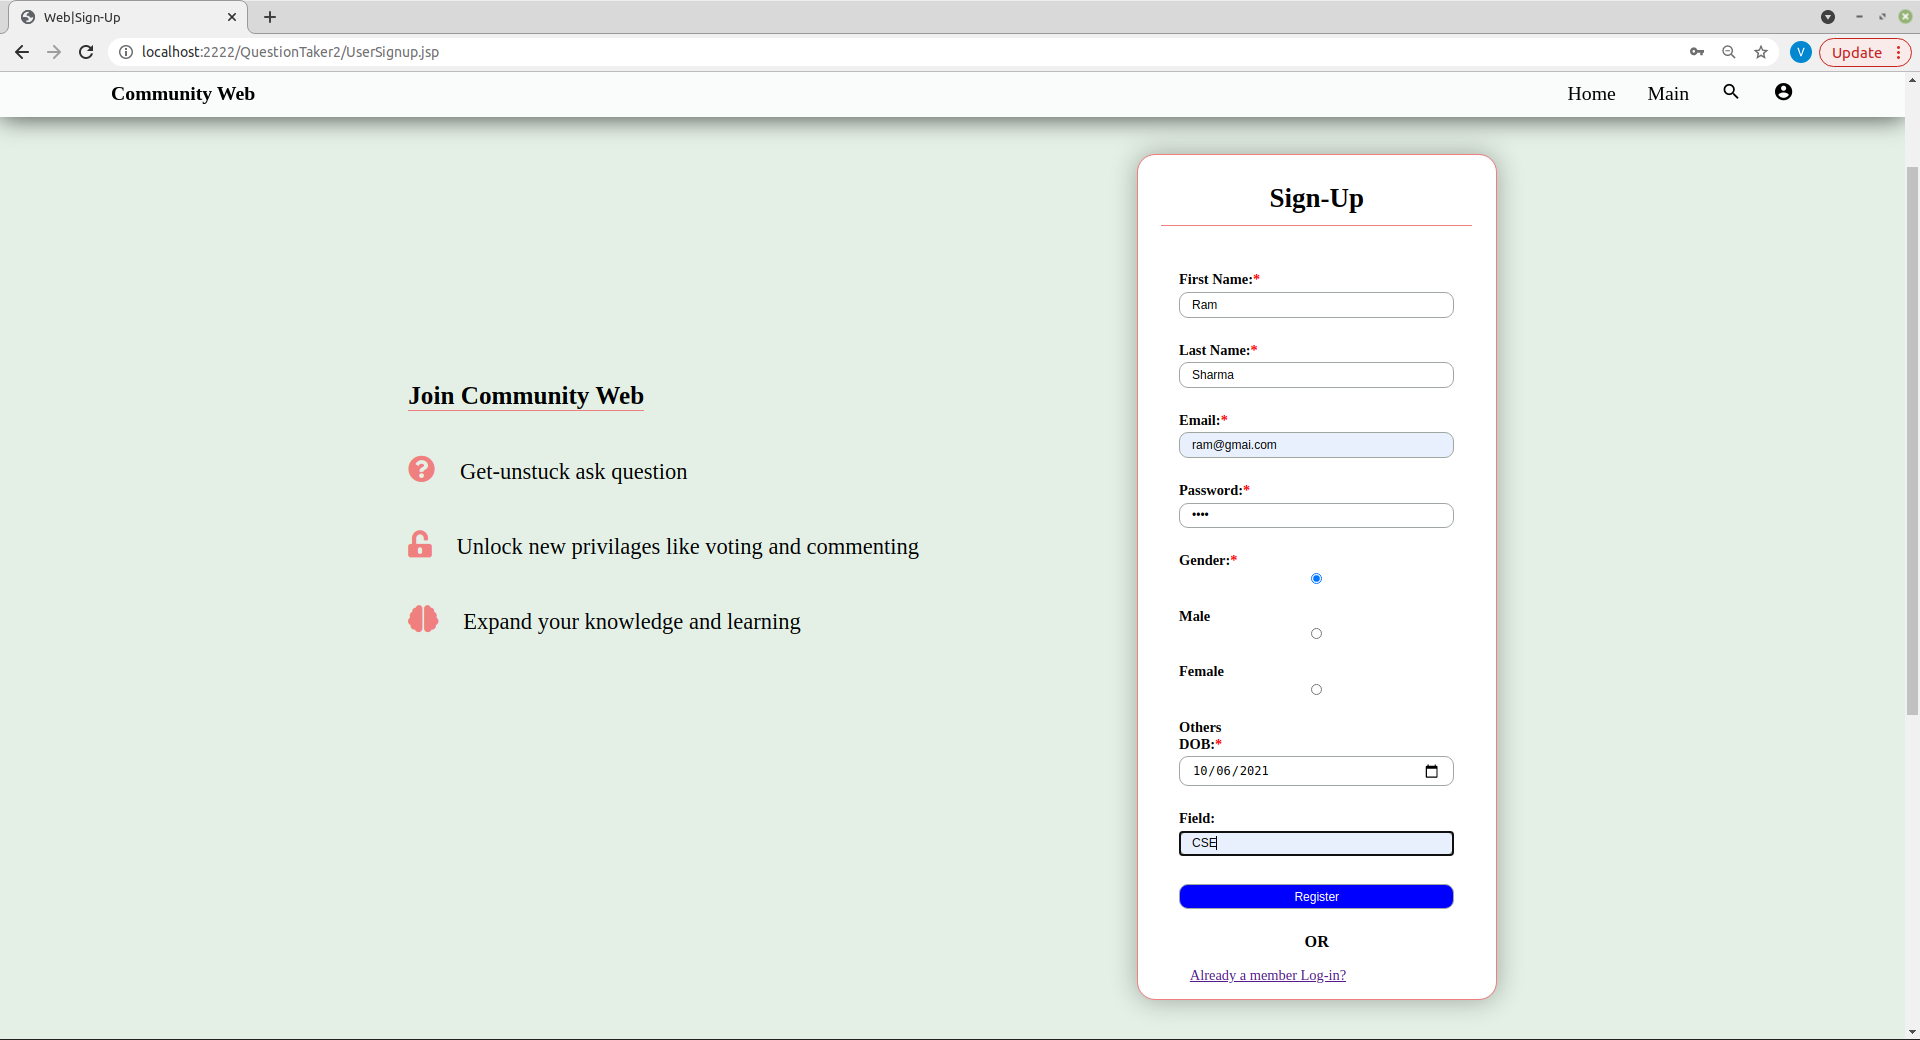 Web|Sign-Up
localhost:2222/QuestionTaker2/UserSignup.jsp
V
Update
Community Web
Home
Main
Join Community Web
Get-unstuck ask question
Unlock new privilages like voting and commenting
Expand your knowledge and learning
Sign-Up
First Name:*
Ram
Last Name:*
Sharma
Email:*
ram@gmai.com
Password:*
••••
Gender:*
Male
Female
Others
DOB:*
10/06/2021
Field:
CSE
Register
OR
Already a member Log-in?